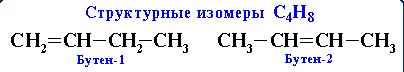 Структурные изомеры C₄H₈
CH₂=CH–CH₂–CH₃ CH₃–CH=CH–CH₃
Бутен-1 Бутен-2